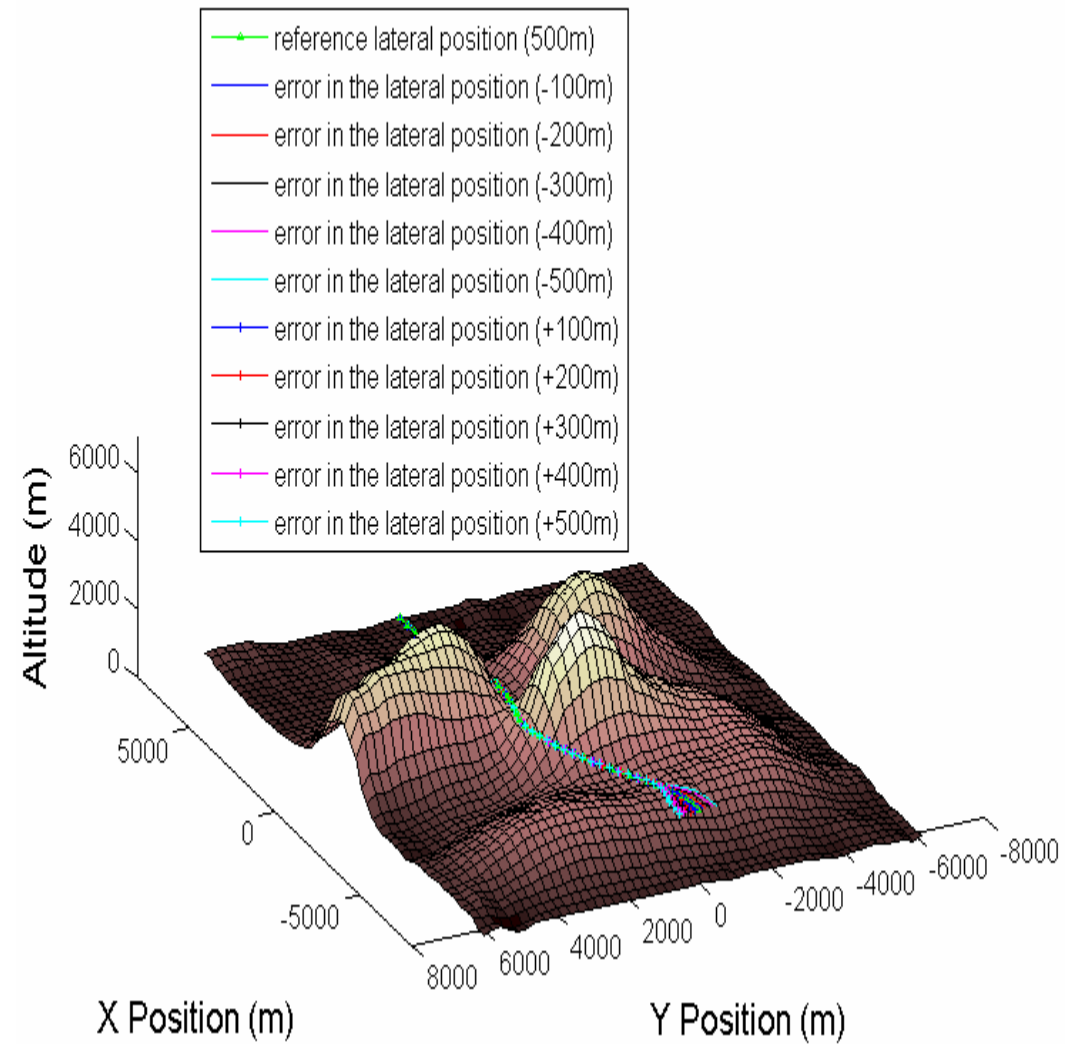 reference lateral position (500m)
error in the lateral position (-100m)
error in the lateral position (-200m)
error in the lateral position (-300m)
error in the lateral position (-400m)
error in the lateral position (-500m)
error in the lateral position (+100m)
error in the lateral position (+200m)
error in the lateral position (+300m)
error in the lateral position (+400m)
error in the lateral position (+500m)
Altitude (m)
6000
4000
2000
0
5000
0
-5000
8000
6000
4000
2000
0
-2000
-4000
-6000
-8000
X Position (m)
Y Position (m)